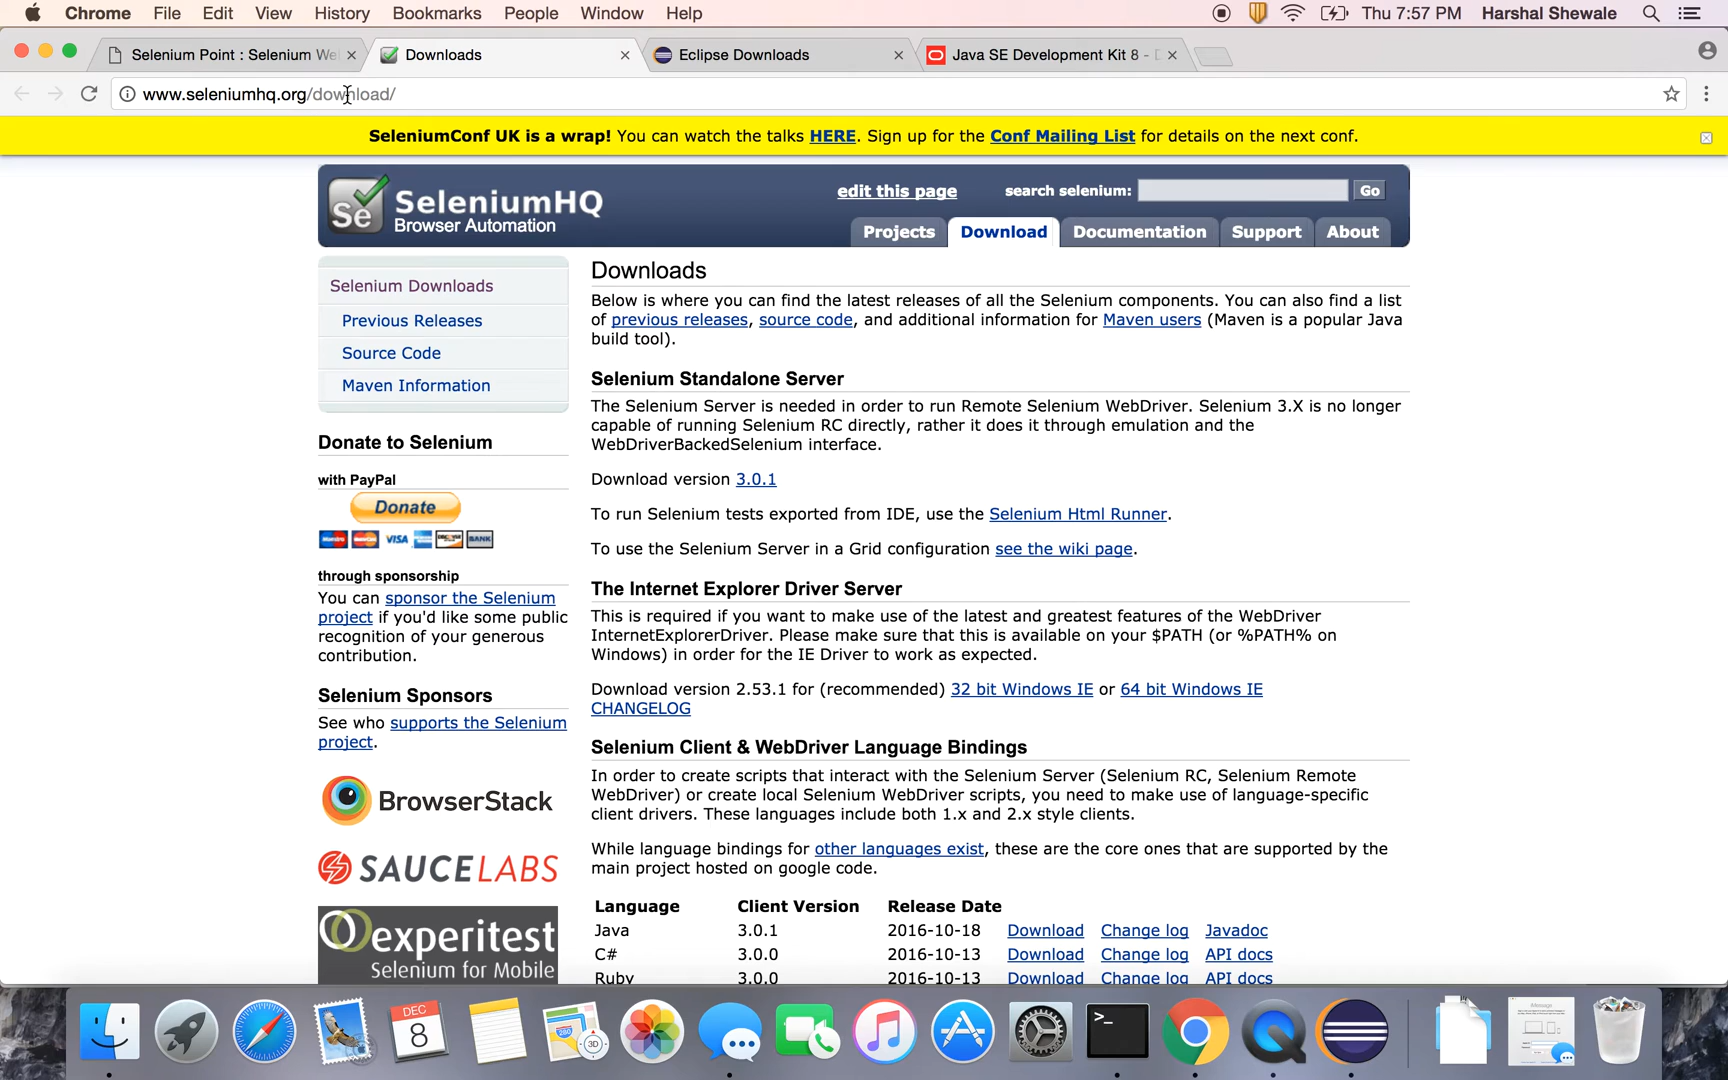 Chrome File Edit View History Bookmarks People Window Help Thu 7:57 PM Harshal Shewale
Selenium Point : Selenium We Downloads Eclipse Downloads Java SE Development Kit 8 -
www.seleniumhq.org/download/
SeleniumConf UK is a wrap! You can watch the talks HERE. Sign up for the Conf Mailing List for details on the next conf.
Se SeleniumHQ
Browser Automation
edit this page search selenium: Go
Projects Download Documentation Support About
Selenium Downloads
Previous Releases
Source Code
Maven Information
Donate to Selenium
with PayPal
Donate
Maestro MasterCard VISA DISCOVER BANK
through sponsorship
You can sponsor the Selenium
project if you'd like some public
recognition of your generous
contribution.
Selenium Sponsors
See who supports the Selenium
project.
BrowserStack
SAUCELABS
experitest
Selenium for Mobile
Downloads
Below is where you can find the latest releases of all the Selenium components. You can also find a list
of previous releases, source code, and additional information for Maven users (Maven is a popular Java
build tool).
Selenium Standalone Server
The Selenium Server is needed in order to run Remote Selenium WebDriver. Selenium 3.X is no longer
capable of running Selenium RC directly, rather it does it through emulation and the
WebDriverBackedSelenium interface.
Download version 3.0.1
To run Selenium tests exported from IDE, use the Selenium Html Runner.
To use the Selenium Server in a Grid configuration see the wiki page.
The Internet Explorer Driver Server
This is required if you want to make use of the latest and greatest features of the WebDriver
InternetExplorerDriver. Please make sure that this is available on your $PATH (or %PATH% on
Windows) in order for the IE Driver to work as expected.
Download version 2.53.1 for (recommended) 32 bit Windows IE or 64 bit Windows IE
CHANGELOG
Selenium Client & WebDriver Language Bindings
In order to create scripts that interact with the Selenium Server (Selenium RC, Selenium Remote
WebDriver) or create local Selenium WebDriver scripts, you need to make use of language-specific
client drivers. These languages include both 1.x and 2.x style clients.
While language bindings for other languages exist, these are the core ones that are supported by the
main project hosted on google code.
Language Client Version Release Date
Java 3.0.1 2016-10-18 Download Change log Javadoc
C# 3.0.0 2016-10-13 Download Change log API docs
Ruby 3.0.0 2016-10-13 Download Change log API docs
DEC
8
280
3D
>_
iMessage